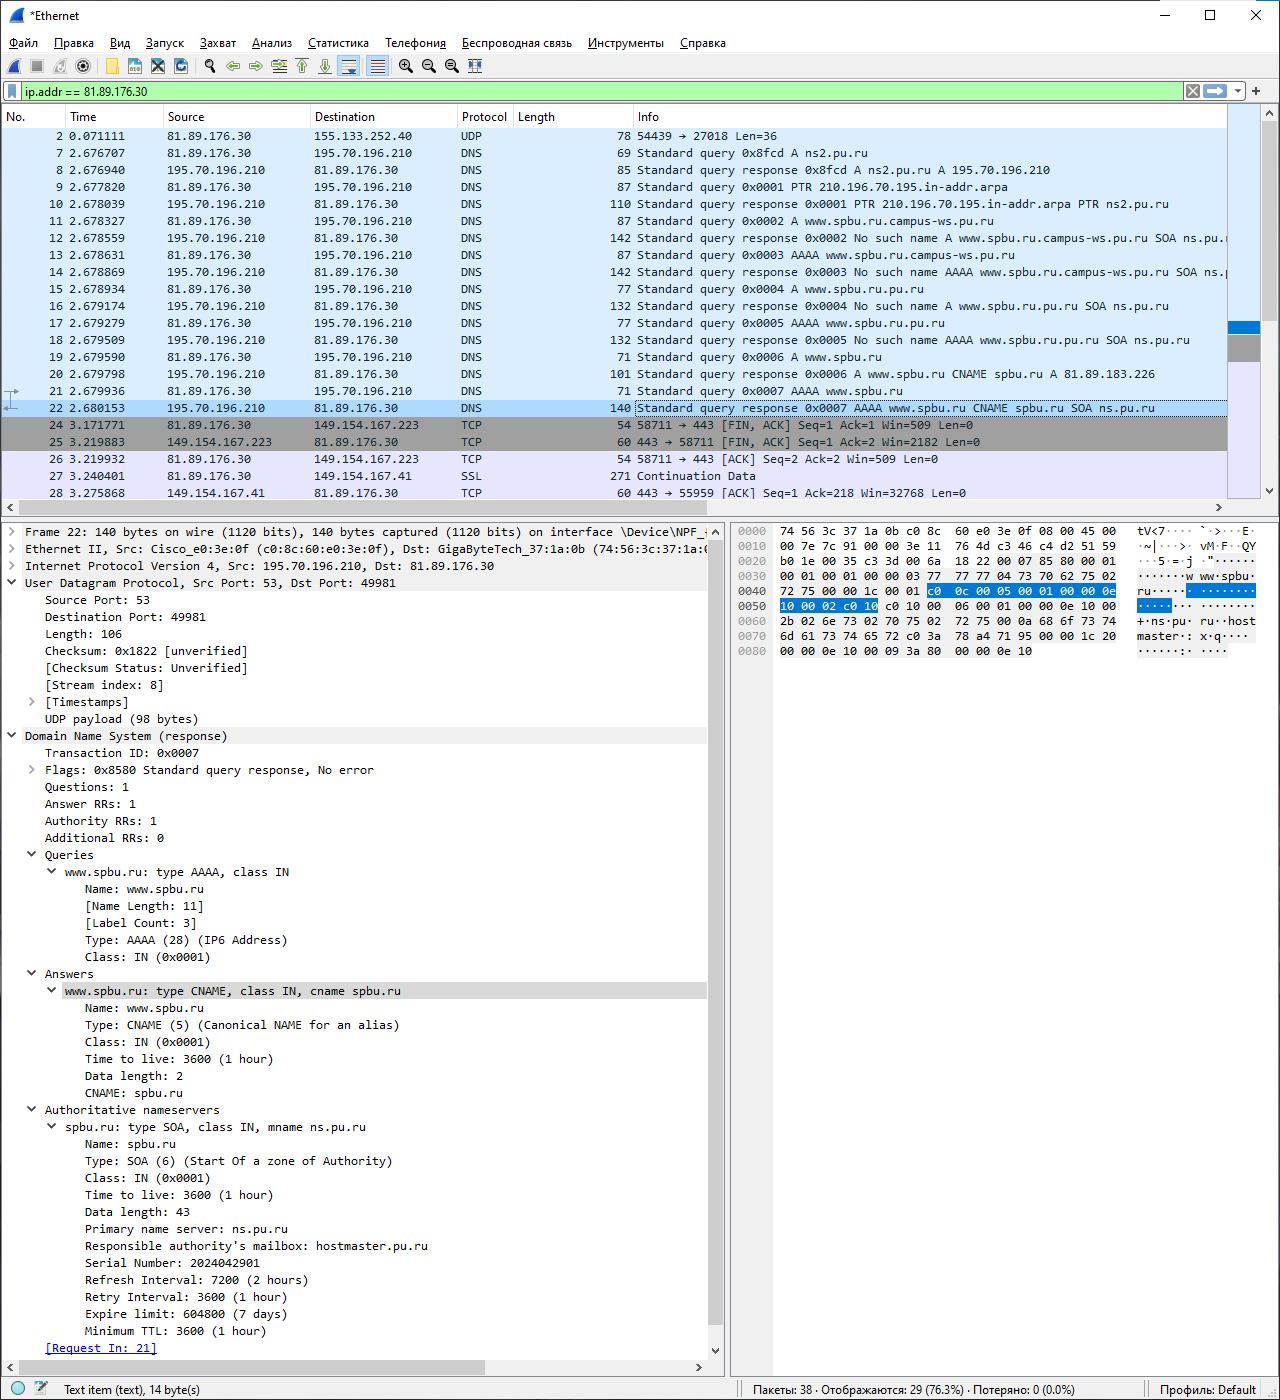 *Ethernet
Файл Правка Вид Запуск Захват Анализ Статистика Телефония Беспроводная связь Инструменты Справка
ip.addr == 81.89.176.30
No. Time Source Destination Protocol Length Info
2 0.071111 81.89.176.30 155.133.252.40 UDP 78 54439 → 27018 Len=36
7 2.676707 81.89.176.30 195.70.196.210 DNS 69 Standard query 0x8fcd A ns2.pu.ru
8 2.676940 195.70.196.210 81.89.176.30 DNS 85 Standard query response 0x8fcd A ns2.pu.ru A 195.70.196.210
9 2.677820 81.89.176.30 195.70.196.210 DNS 87 Standard query 0x0001 PTR 210.196.70.195.in-addr.arpa
10 2.678039 195.70.196.210 81.89.176.30 DNS 110 Standard query response 0x0001 PTR 210.196.70.195.in-addr.arpa PTR ns2.pu.ru
11 2.678327 81.89.176.30 195.70.196.210 DNS 87 Standard query 0x0002 A www.spbu.ru.campus-ws.pu.ru
12 2.678559 195.70.196.210 81.89.176.30 DNS 142 Standard query response 0x0002 No such name A www.spbu.ru.campus-ws.pu.ru SOA ns.pu.r
13 2.678631 81.89.176.30 195.70.196.210 DNS 87 Standard query 0x0003 AAAA www.spbu.ru.campus-ws.pu.ru
14 2.678869 195.70.196.210 81.89.176.30 DNS 142 Standard query response 0x0003 No such name AAAA www.spbu.ru.campus-ws.pu.ru SOA ns.p
15 2.678934 81.89.176.30 195.70.196.210 DNS 77 Standard query 0x0004 A www.spbu.ru.pu.ru
16 2.679174 195.70.196.210 81.89.176.30 DNS 132 Standard query response 0x0004 No such name A www.spbu.ru.pu.ru SOA ns.pu.ru
17 2.679279 81.89.176.30 195.70.196.210 DNS 77 Standard query 0x0005 AAAA www.spbu.ru.pu.ru
18 2.679509 195.70.196.210 81.89.176.30 DNS 132 Standard query response 0x0005 No such name AAAA www.spbu.ru.pu.ru SOA ns.pu.ru
19 2.679590 81.89.176.30 195.70.196.210 DNS 71 Standard query 0x0006 A www.spbu.ru
20 2.679798 195.70.196.210 81.89.176.30 DNS 101 Standard query response 0x0006 A www.spbu.ru CNAME spbu.ru A 81.89.183.226
21 2.679936 81.89.176.30 195.70.196.210 DNS 71 Standard query 0x0007 AAAA www.spbu.ru
22 2.680153 195.70.196.210 81.89.176.30 DNS 140 Standard query response 0x0007 AAAA www.spbu.ru CNAME spbu.ru SOA ns.pu.ru
24 3.171771 81.89.176.30 149.154.167.223 TCP 54 58711 → 443 [FIN, ACK] Seq=1 Ack=1 Win=509 Len=0
25 3.219883 149.154.167.223 81.89.176.30 TCP 60 443 → 58711 [FIN, ACK] Seq=1 Ack=2 Win=2182 Len=0
26 3.219932 81.89.176.30 149.154.167.223 TCP 54 58711 → 443 [ACK] Seq=2 Ack=2 Win=509 Len=0
27 3.240401 81.89.176.30 149.154.167.41 SSL 271 Continuation Data
28 3.275868 149.154.167.41 81.89.176.30 TCP 60 443 → 55959 [ACK] Seq=1 Ack=218 Win=32768 Len=0
Frame 22: 140 bytes on wire (1120 bits), 140 bytes captured (1120 bits) on interface \Device\NPF_
Ethernet II, Src: Cisco_e0:3e:0f (c0:8c:60:e0:3e:0f), Dst: GigaByteTech_37:1a:0b (74:56:3c:37:1a:0
Internet Protocol Version 4, Src: 195.70.196.210, Dst: 81.89.176.30
User Datagram Protocol, Src Port: 53, Dst Port: 49981
Source Port: 53
Destination Port: 49981
Length: 106
Checksum: 0x1822 [unverified]
[Checksum Status: Unverified]
[Stream index: 8]
[Timestamps]
UDP payload (98 bytes)
Domain Name System (response)
Transaction ID: 0x0007
Flags: 0x8580 Standard query response, No error
Questions: 1
Answer RRs: 1
Authority RRs: 1
Additional RRs: 0
Queries
www.spbu.ru: type AAAA, class IN
Name: www.spbu.ru
[Name Length: 11]
[Label Count: 3]
Type: AAAA (28) (IP6 Address)
Class: IN (0x0001)
Answers
www.spbu.ru: type CNAME, class IN, cname spbu.ru
Name: www.spbu.ru
Type: CNAME (5) (Canonical NAME for an alias)
Class: IN (0x0001)
Time to live: 3600 (1 hour)
Data length: 2
CNAME: spbu.ru
Authoritative nameservers
spbu.ru: type SOA, class IN, mname ns.pu.ru
Name: spbu.ru
Type: SOA (6) (Start Of a zone of Authority)
Class: IN (0x0001)
Time to live: 3600 (1 hour)
Data length: 43
Primary name server: ns.pu.ru
Responsible authority's mailbox: hostmaster.pu.ru
Serial Number: 2024042901
Refresh Interval: 7200 (2 hours)
Retry Interval: 3600 (1 hour)
Expire limit: 604800 (7 days)
Minimum TTL: 3600 (1 hour)
[Request In: 21]
0000 74 56 3c 37 1a 0b c0 8c 60 e0 3e 0f 08 00 45 00 tV<7····`·>···E·
0010 00 7e 7c 91 00 00 3e 11 76 4d c3 46 c4 d2 51 59 ·~|···>·vM·F··QY
0020 b0 1e 00 35 c3 3d 00 6a 18 22 00 07 85 80 00 01 ···5·=·j·"······
0030 00 01 00 01 00 00 03 77 77 77 04 73 70 62 75 02 ·······www·spbu·
0040 72 75 00 00 1c 00 01 c0 0c 00 05 00 01 00 00 0e ru··············
0050 10 00 02 c0 10 c0 10 00 06 00 01 00 00 0e 10 00 ················
0060 2b 02 6e 73 02 70 75 02 72 75 00 0a 68 6f 73 74 +·ns·pu·ru··host
0070 6d 61 73 74 65 72 c0 3a 78 a4 71 95 00 00 1c 20 master·:x·q····
0080 00 00 0e 10 00 09 3a 80 00 00 0e 10 ······:·····
Text item (text), 14 byte(s)
Пакеты: 38 · Отображаются: 29 (76.3%) · Потеряно: 0 (0.0%)
Профиль: Default